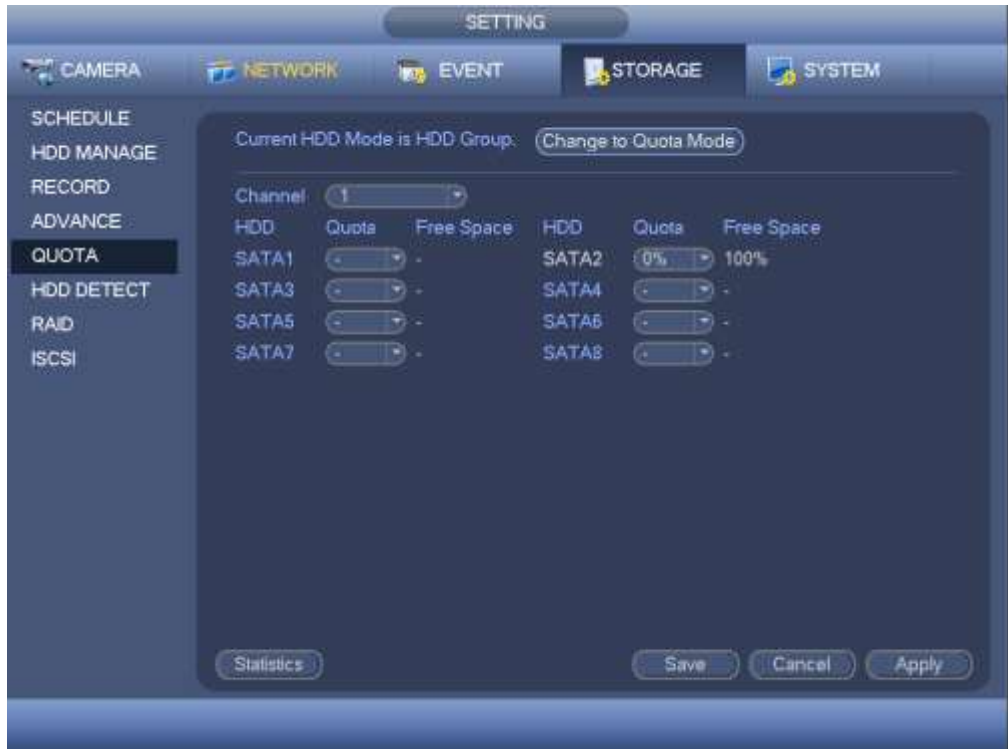 SETTING
CAMERA NETWORK EVENT STORAGE SYSTEM
SCHEDULE
HDD MANAGE
RECORD
ADVANCE
QUOTA
HDD DETECT
RAID
ISCSI
Current HDD Mode is HDD Group. Change to Quota Mode
Channel 1
HDD Quota Free Space HDD Quota Free Space
SATA1 - - SATA2 0% 100%
SATA3 - - SATA4 - -
SATA5 - - SATA6 - -
SATA7 - - SATA8 - -
Statistics Save Cancel Apply